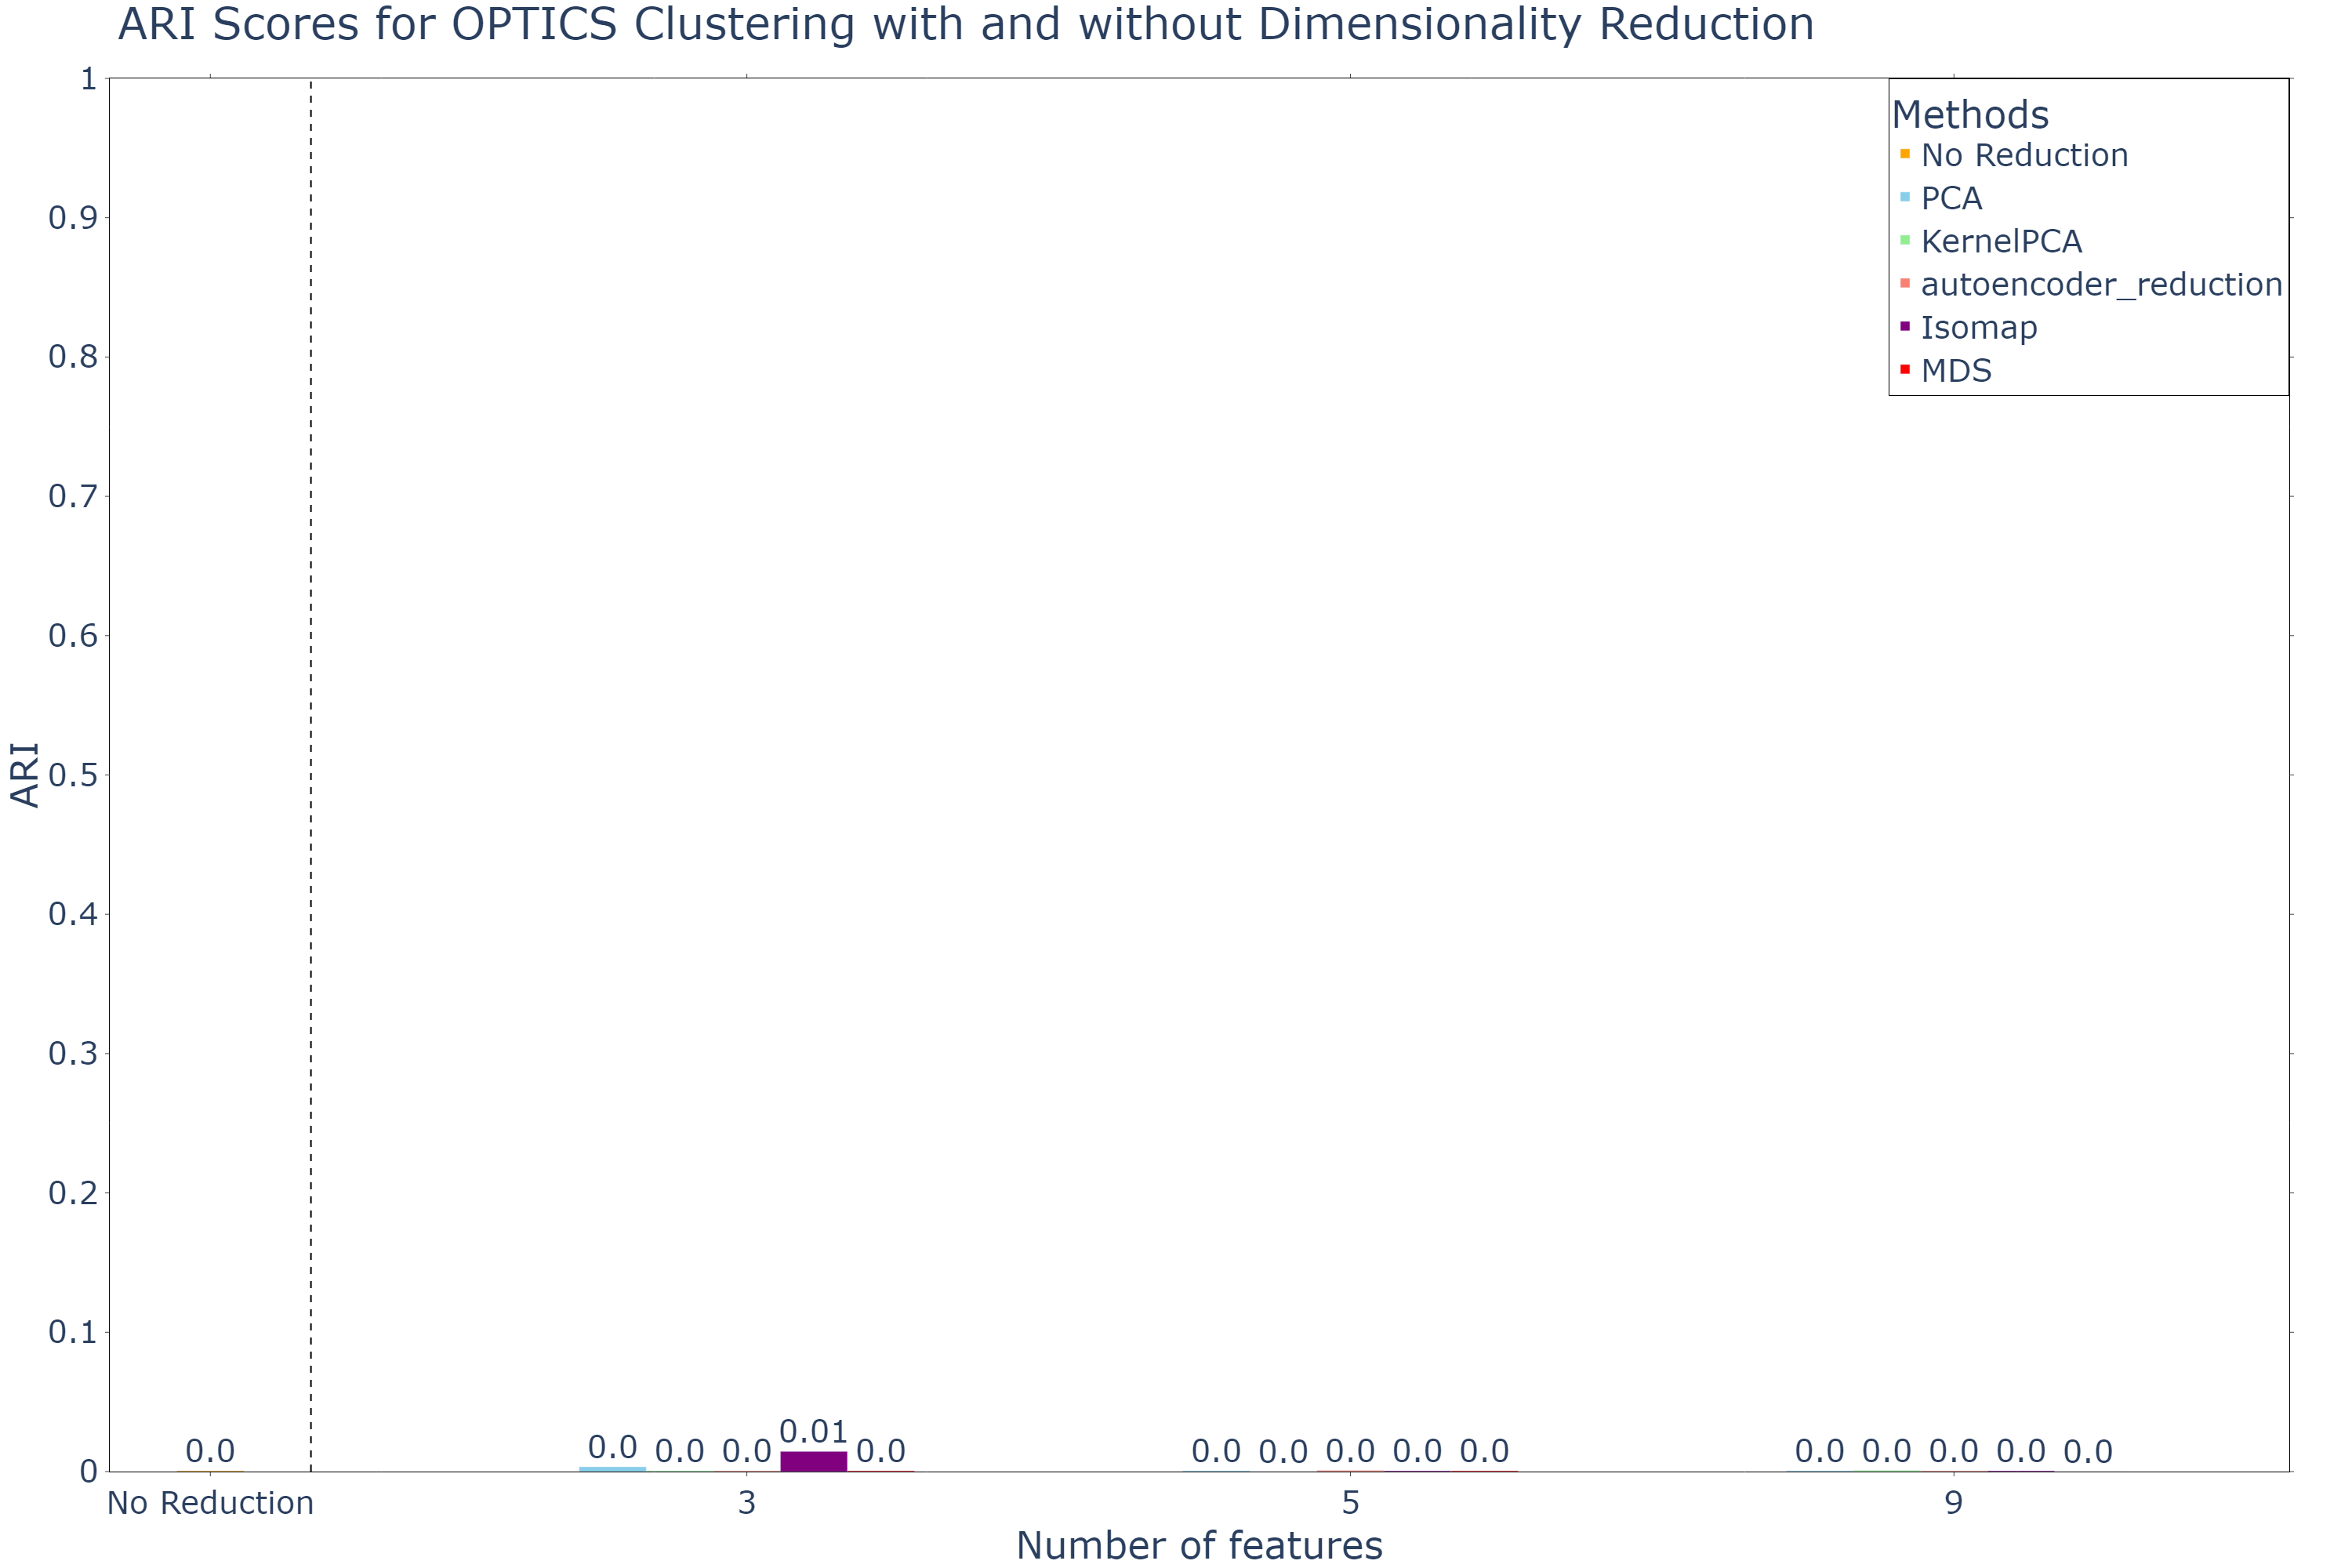 ARI Scores for OPTICS Clustering with and without Dimensionality Reduction
Methods
No Reduction
PCA
KernelPCA
autoencoder_reduction
Isomap
MDS
ARI
1
0.9
0.8
0.7
0.6
0.5
0.4
0.3
0.2
0.1
0
0.0
0.0
0.0
0.0
0.01
0.0
0.0
0.0
0.0
0.0
0.0
0.0
0.0
0.0
0.0
0.0
No Reduction
3
5
9
Number of features